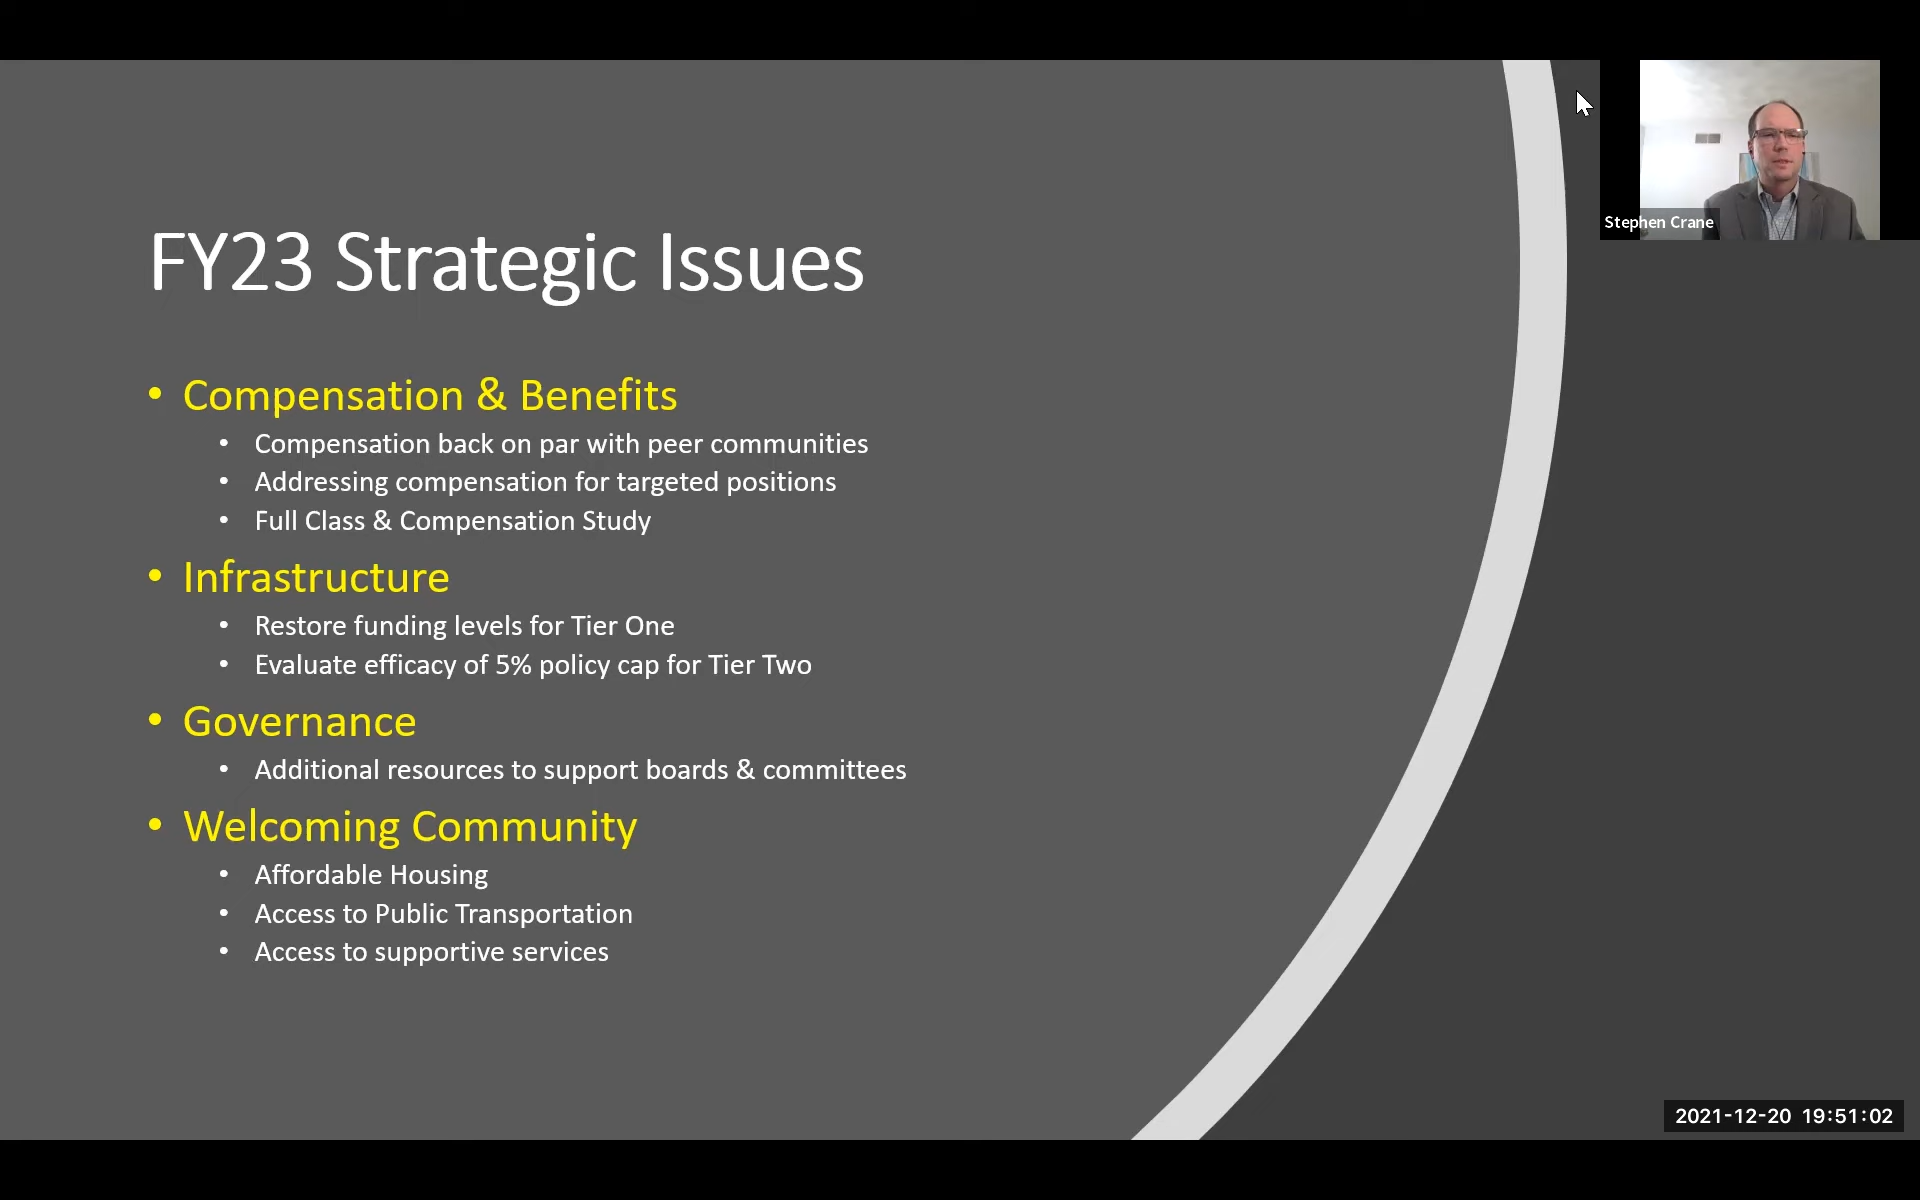 Stephen Crane
FY23 Strategic Issues
• Compensation & Benefits
• Compensation back on par with peer communities
• Addressing compensation for targeted positions
• Full Class & Compensation Study
• Infrastructure
• Restore funding levels for Tier One
• Evaluate efficacy of 5% policy cap for Tier Two
• Governance
• Additional resources to support boards & committees
• Welcoming Community
• Affordable Housing
• Access to Public Transportation
• Access to supportive services
2021-12-20 19:51:02